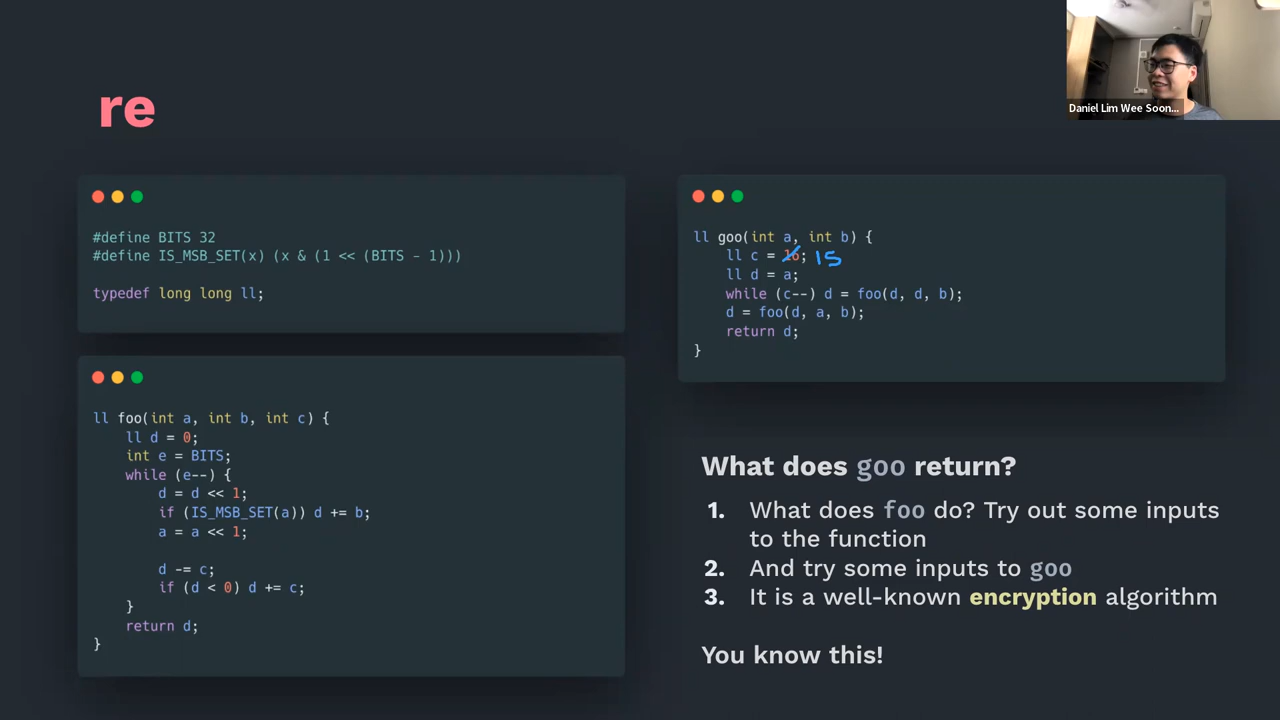 re
Daniel Lim Wee Soon...
#define BITS 32
#define IS_MSB_SET(x) (x & (1 << (BITS - 1)))
typedef long long ll;
ll foo(int a, int b, int c) {
ll d = 0;
int e = BITS;
while (e--) {
d = d << 1;
if (IS_MSB_SET(a)) d += b;
a = a << 1;
d -= c;
if (d < 0) d += c;
}
return d;
}
ll goo(int a, int b) {
ll c = 16; 15
ll d = a;
while (c--) d = foo(d, d, b);
d = foo(d, a, b);
return d;
}
What does goo return?
1. What does foo do? Try out some inputs
to the function
2. And try some inputs to goo
3. It is a well-known encryption algorithm
You know this!